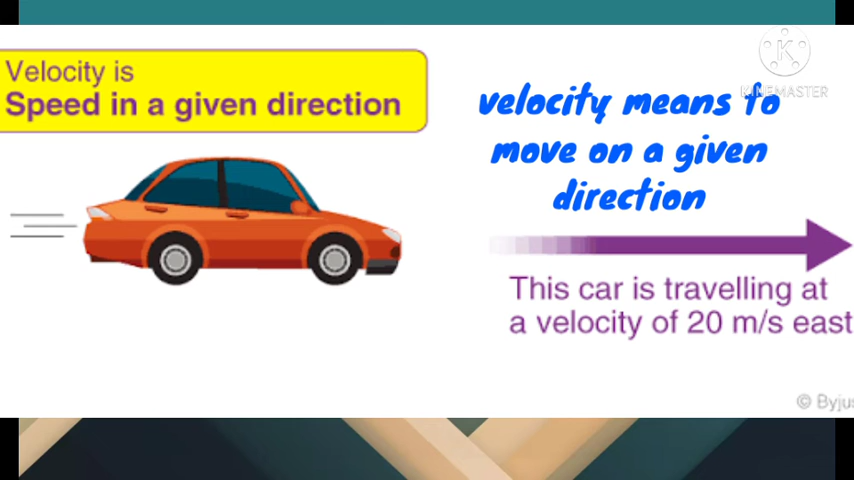 Velocity is
Speed in a given direction
velocity means to
move on a given
direction
KINEMASTER
This car is travelling at
a velocity of 20 m/s east
©